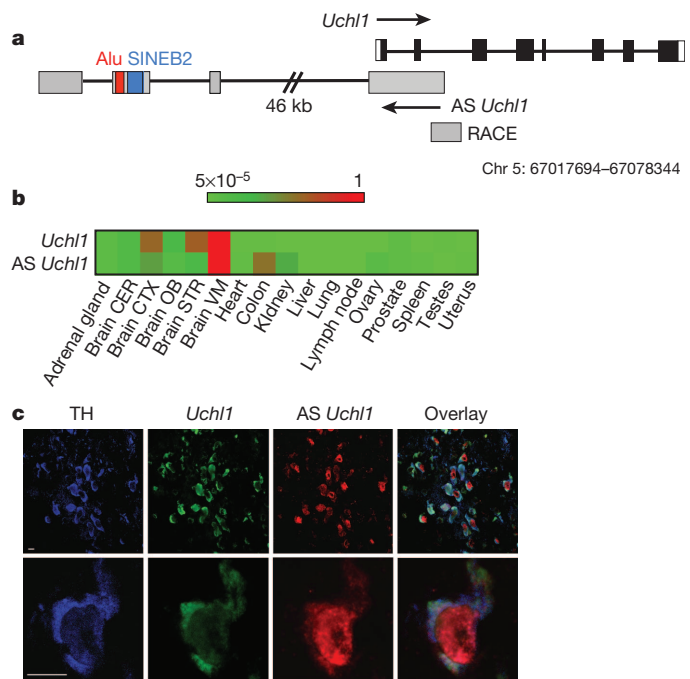 a
Uchl1
Alu SINEB2
46 kb
AS Uchl1
RACE
Chr 5: 67017694–67078344
b
5×10⁻⁵ 1
Uchl1
AS Uchl1
Adrenal gland
Brain CER
Brain CTX
Brain OB
Brain STR
Brain VM
Heart
Colon
KIdney
Liver
Lung
Lymph node
Ovary
Prostate
Spleen
Testes
Uterus
c
TH Uchl1 AS Uchl1 Overlay